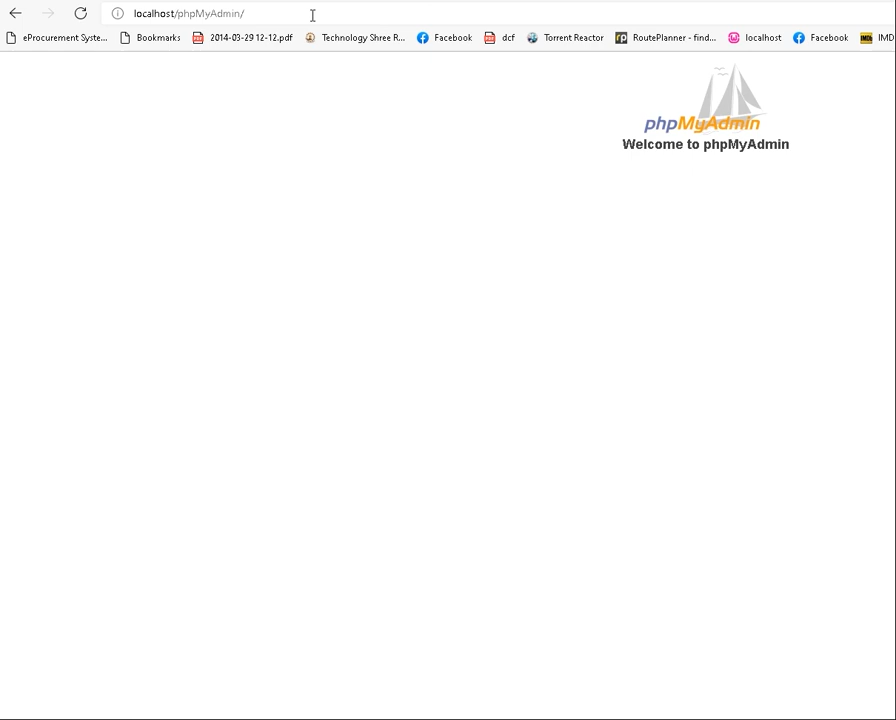 localhost/phpMyAdmin/
eProcurement Syste... Bookmarks 2014-03-29 12-12.pdf Technology Shree R... Facebook dcf Torrent Reactor RoutePlanner - find... localhost Facebook IMD
phpMyAdmin
Welcome to phpMyAdmin